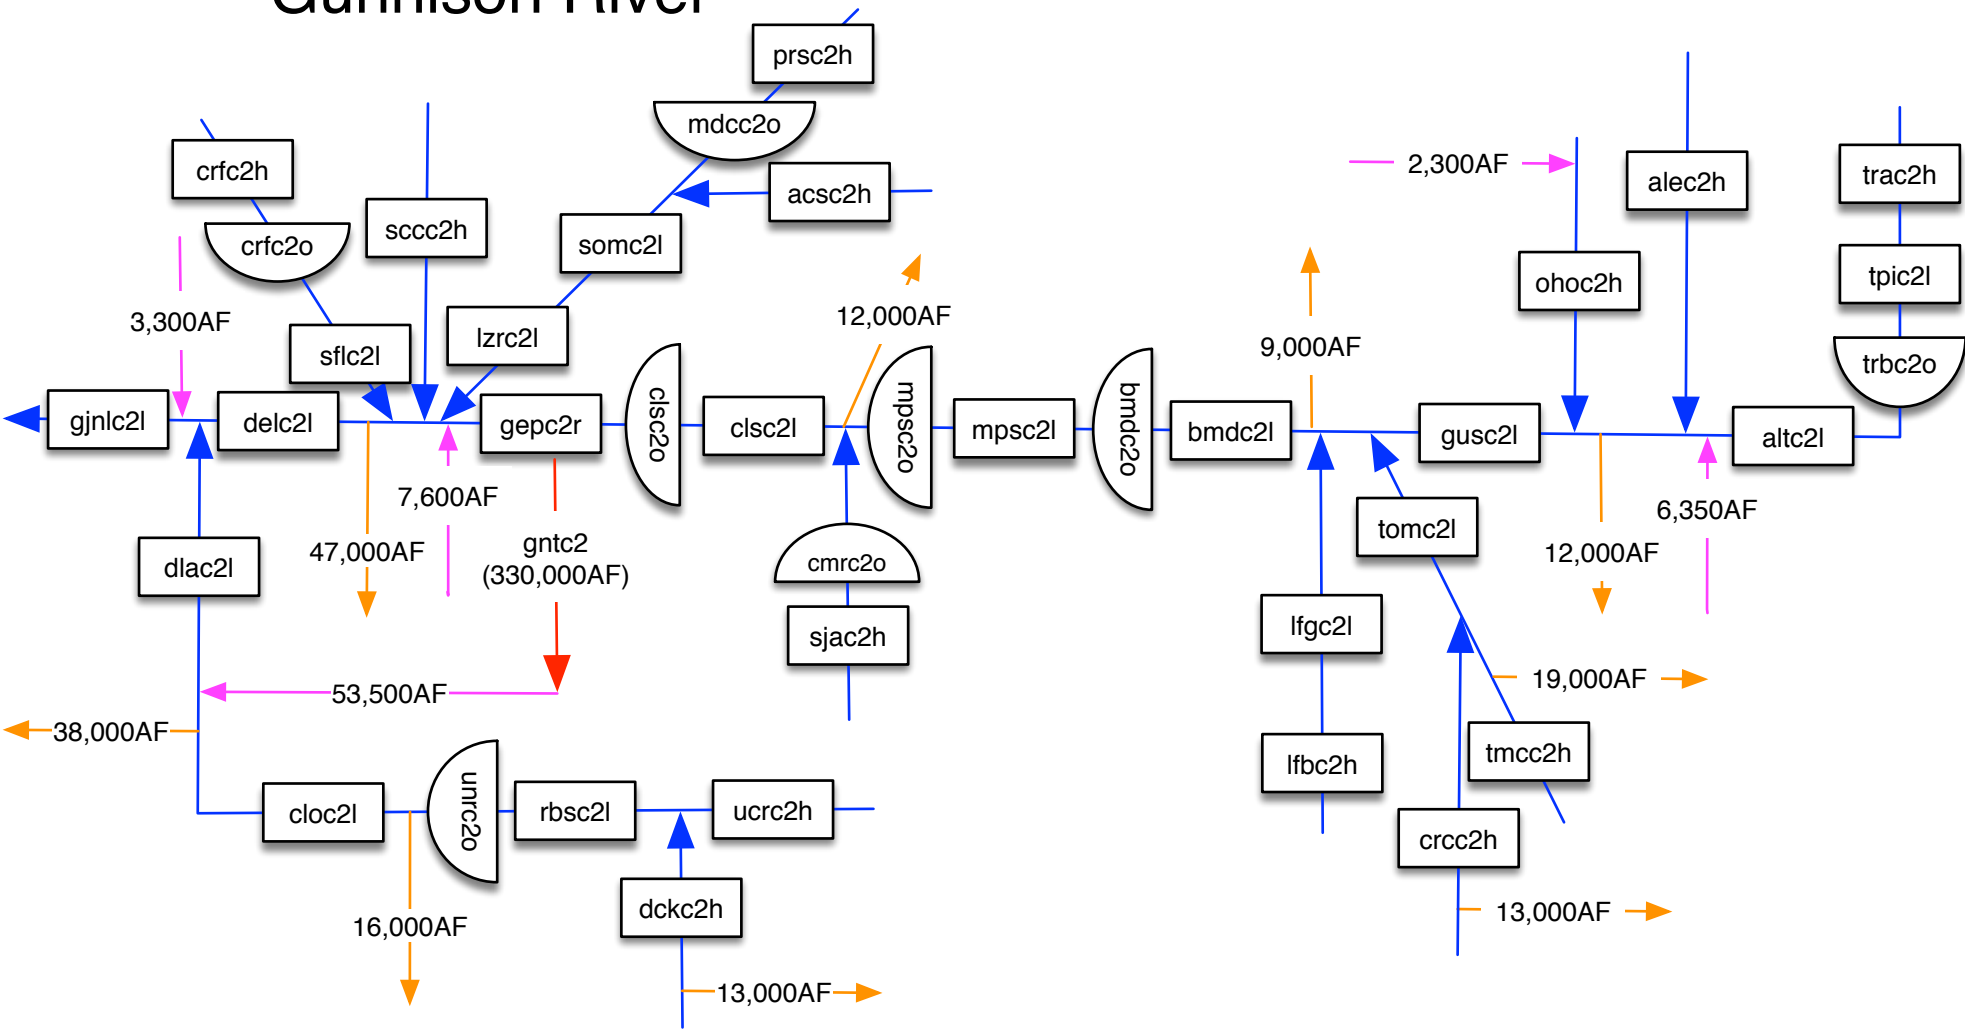 Gunnison River
prsc2h
mdcc2o
crfc2h
2,300AF
alec2h
trac2h
acsc2h
crfc2o
sccc2h
somc2l
ohoc2h
tpic2l
3,300AF
12,000AF
lzrc2l
sflc2l
9,000AF
trbc2o
gjnlc2l
delc2l
gepc2r
clsc2o
clsc2l
mpsc2o
mpsc2l
bmdc2o
bmdc2l
gusc2l
altc2l
7,600AF
6,350AF
47,000AF
gntc2
(330,000AF)
tomc2l
12,000AF
dlac2l
cmrc2o
sjac2h
lfgc2l
53,500AF
19,000AF
38,000AF
tmcc2h
lfbc2h
cloc2l
unrc2o
rbsc2l
ucrc2h
crcc2h
16,000AF
dckc2h
13,000AF
13,000AF